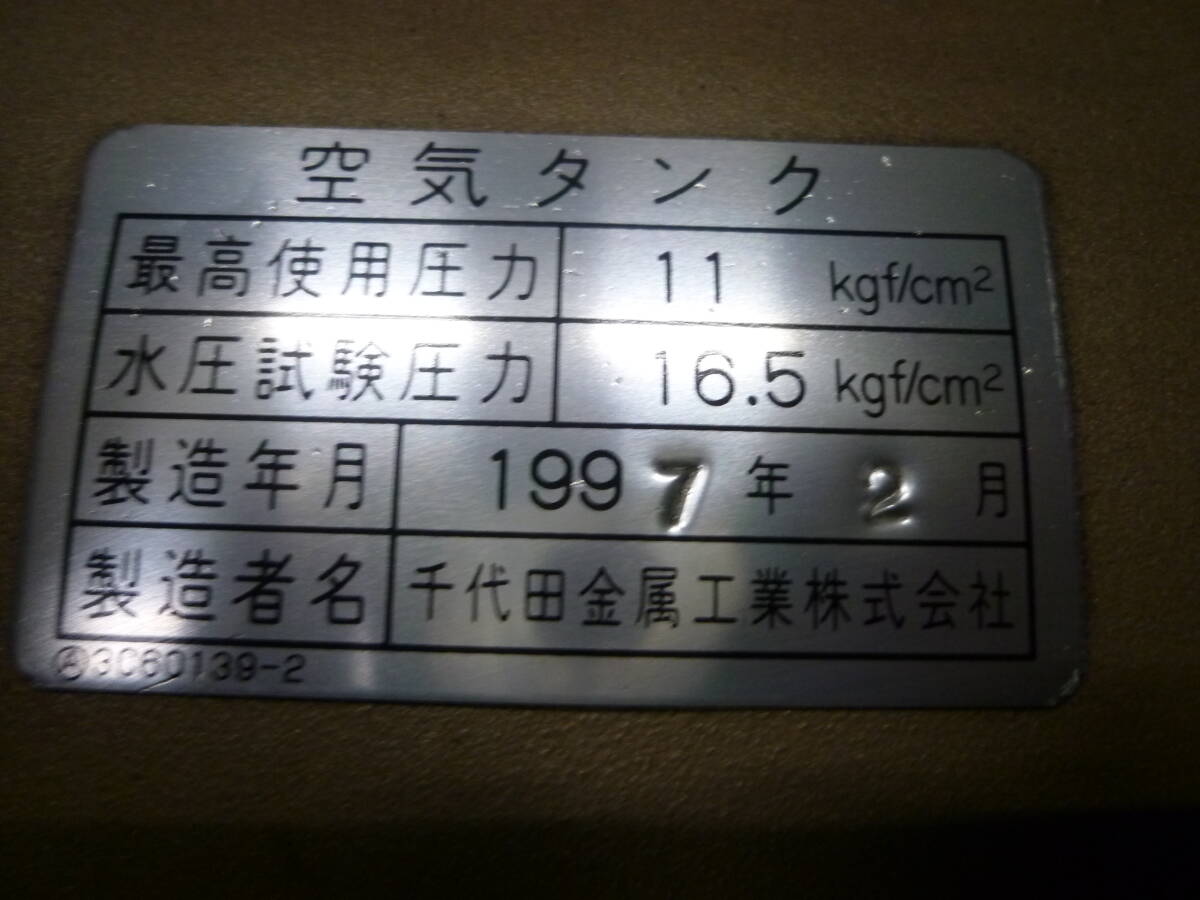 空気タンク
最高使用圧力 11 kgf/cm²
水圧試験圧力 16.5 kgf/cm²
製造年月 1997年2月
製造者名 千代田金属工業株式会社
Ⓐ3C60139-2